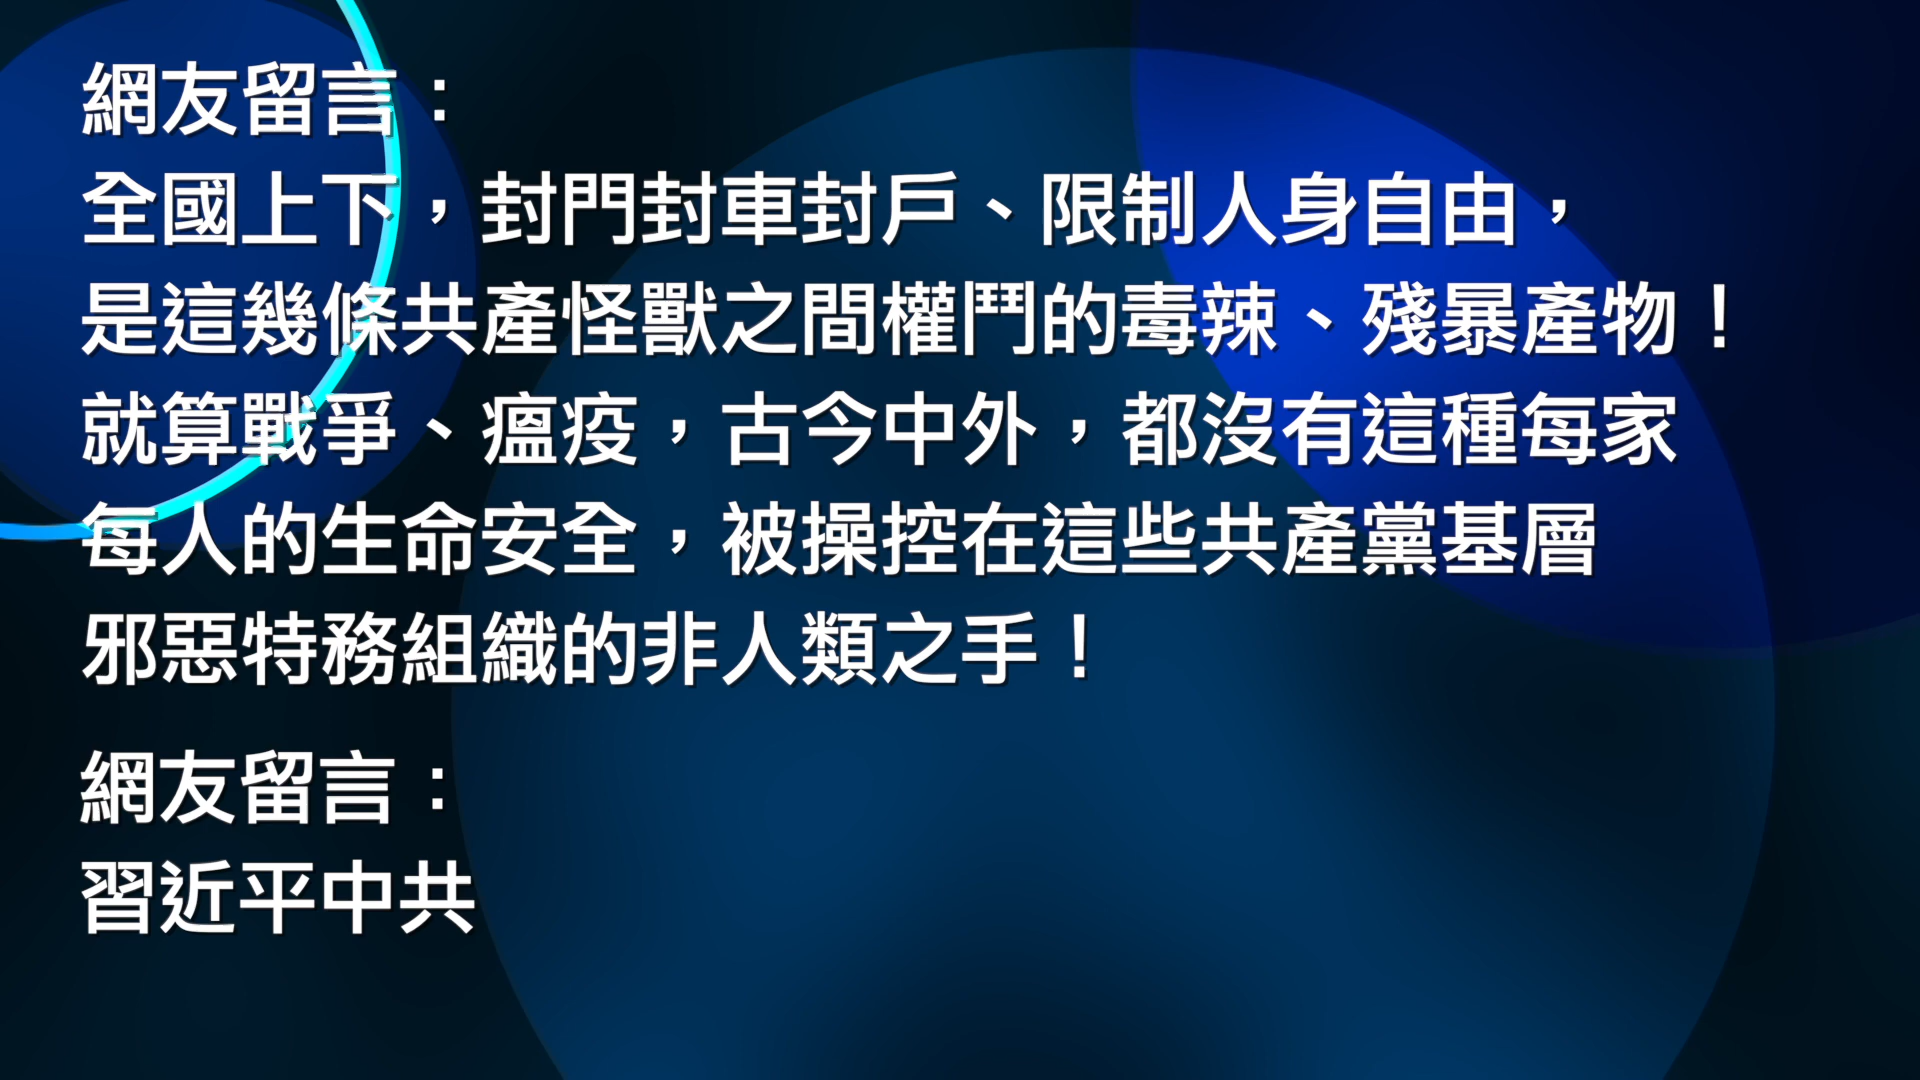 網友留言：
全國上下，封門封車封戶、限制人身自由，
是這幾條共產怪獸之間權鬥的毒辣、殘暴產物！
就算戰爭、瘟疫，古今中外，都沒有這種每家
每人的生命安全，被操控在這些共產黨基層
邪惡特務組織的非人類之手！
網友留言：
習近平中共